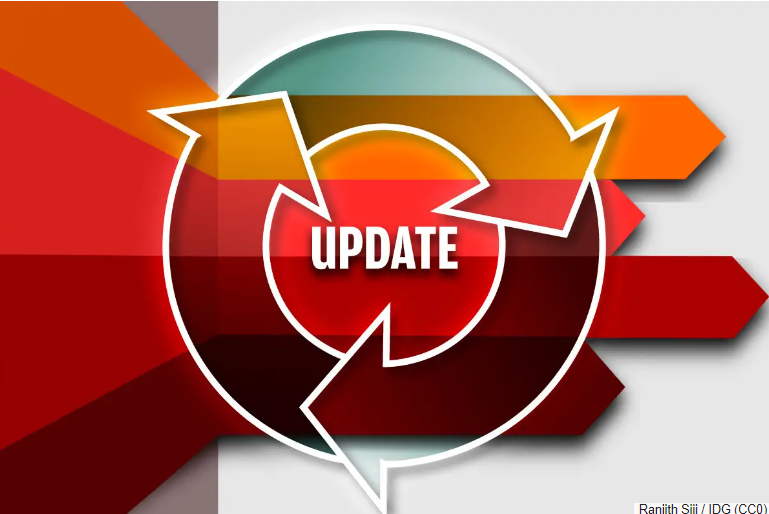 UPDATE
Ranjith Siji / IDG (CC0)